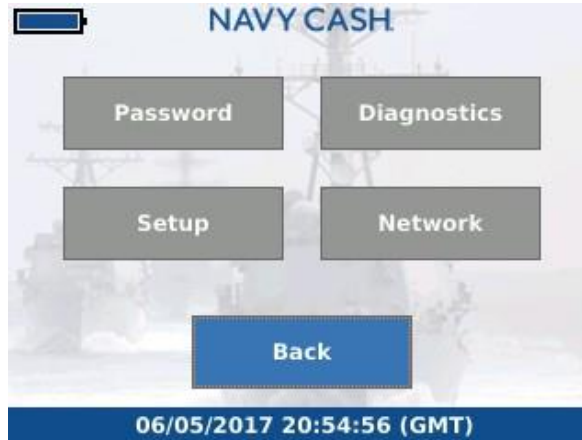 NAVY CASH
Password Diagnostics
Setup Network
Back
06/05/2017 20:54:56 (GMT)